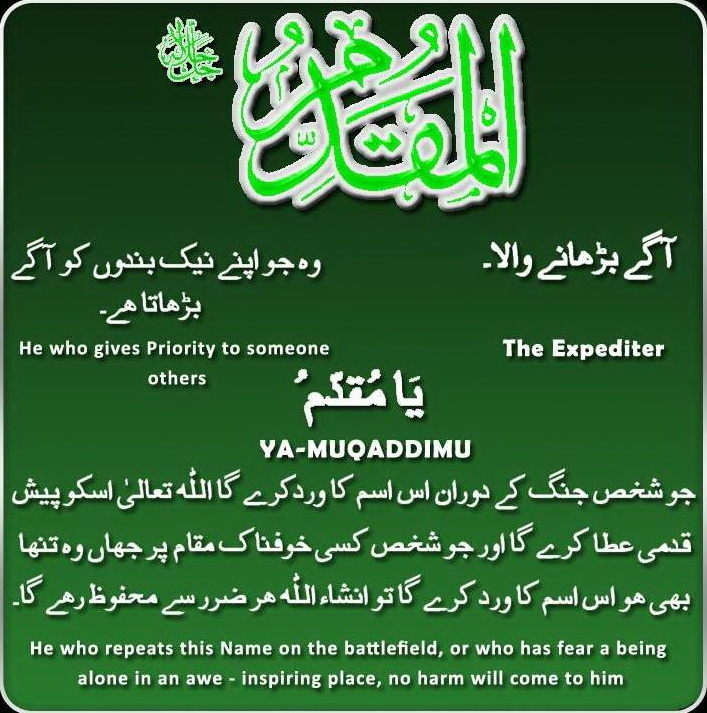 المقدم
جل جلاله
آگے بڑھانے والا۔
The Expediter
وہ جو اپنے نیک بندوں کو آگے
بڑھاتا ھے۔
He who gives Priority to someone
others
يَا مُقدّمُ
YA-MUQADDIMU
جو شخص جنگ کے دوران اس اسم کا ورد کرے گا اللّٰہ تعالیٰ اسکو پیش
قدمی عطا کرے گا اور جو شخص کسی خوفناک مقام پر جہاں وہ تنہا
بھی ھو اس اسم کا ورد کرے گا تو انشاء اللّٰہ ھر ضرر سے محفوظ رھے گا۔
He who repeats this Name on the battlefield, or who has fear a being
alone in an awe - inspiring place, no harm will come to him